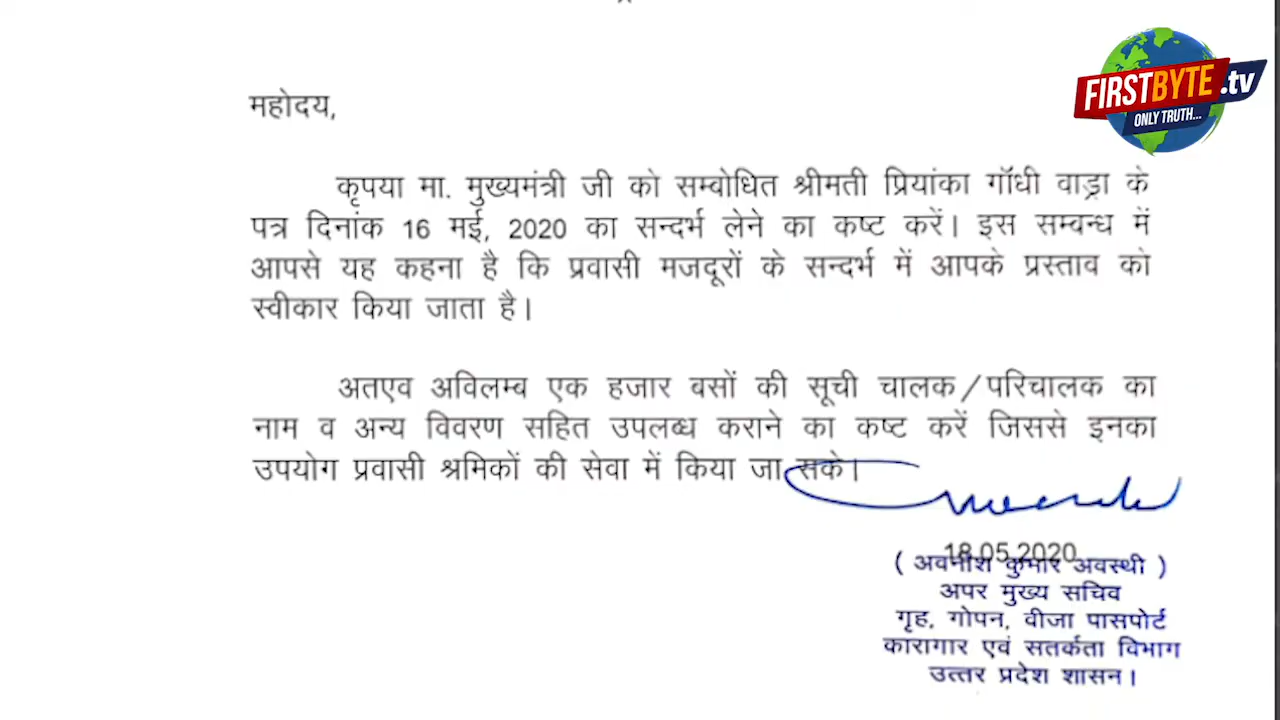 FIRSTBYTE.tv
ONLY TRUTH...
महोदय,
कृपया मा. मुख्यमंत्री जी को सम्बोधित श्रीमती प्रियांका गॉधी वाड्रा के
पत्र दिनांक 16 मई, 2020 का सन्दर्भ लेने का कष्ट करें। इस सम्बन्ध में
आपसे यह कहना है कि प्रवासी मजदूरों के सन्दर्भ में आपके प्रस्ताव को
स्वीकार किया जाता है।
अतएव अविलम्ब एक हजार बसों की सूची चालक/परिचालक का
नाम व अन्य विवरण सहित उपलब्ध कराने का कष्ट करें जिससे इनका
उपयोग प्रवासी श्रमिकों की सेवा में किया जा सके।
18.05.2020
( अवनीश कुमार अवस्थी )
अपर मुख्य सचिव
गृह, गोपन, वीजा पासपोर्ट
कारागार एवं सतर्कता विभाग
उत्तर प्रदेश शासन।